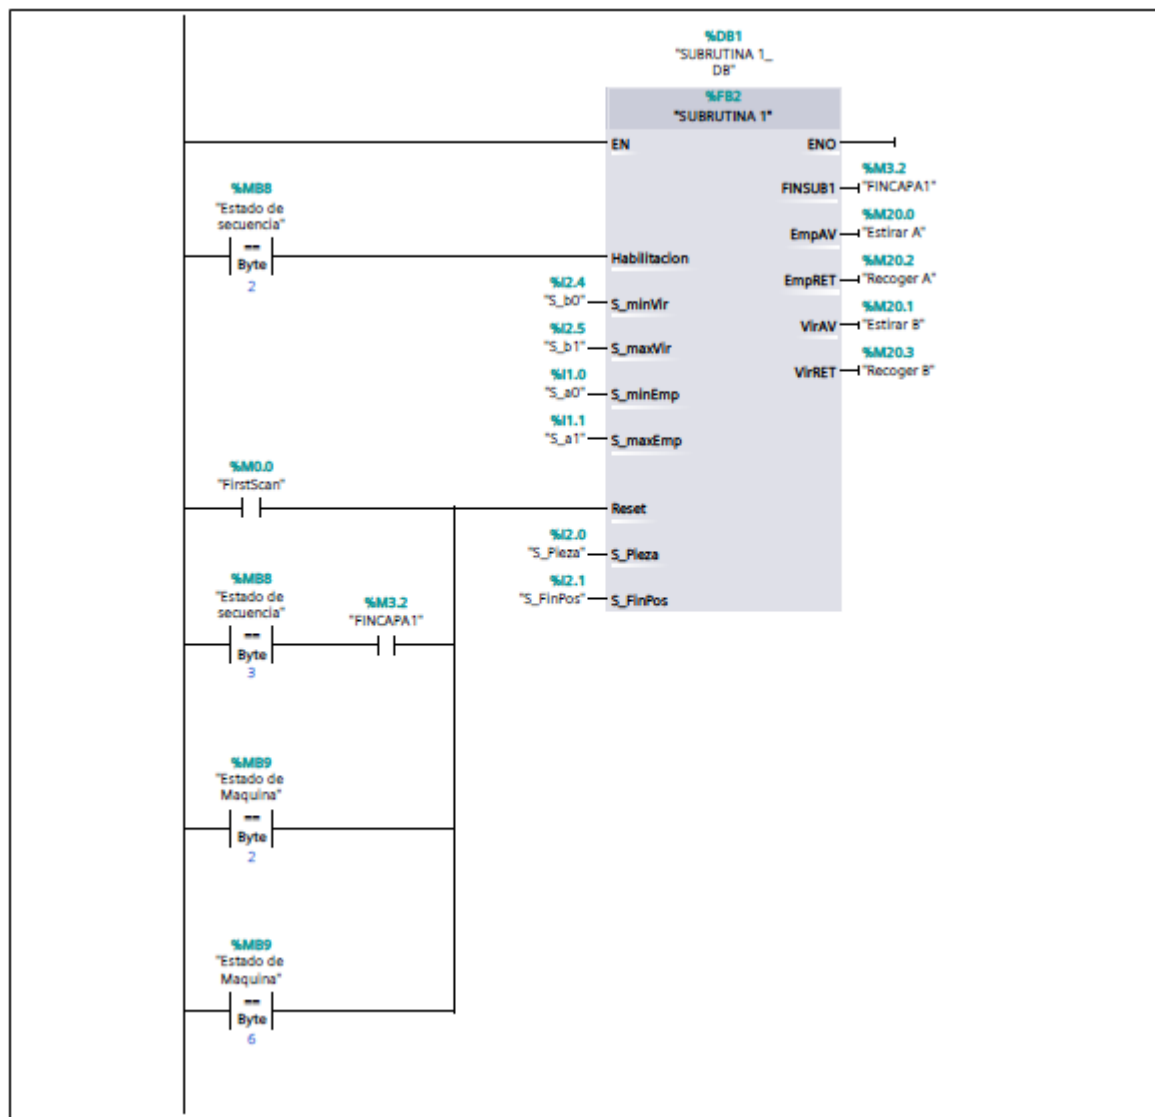 %DB1
"SUBRUTINA 1_
DB"
%FB2
"SUBRUTINA 1"
EN
ENO
%M3.2
FINSUB1
"FINCAPA1"
%MB8
"Estado de
secuencia"
==
Byte
2
Habilitacion
%M20.0
EmpAV
"Estirar A"
%M20.2
EmpRET
"Recoger A"
%I2.4
"S_b0"
S_minVir
%M20.1
VirAV
"Estirar B"
%I2.5
"S_b1"
S_maxVir
%M20.3
VirRET
"Recoger B"
%I1.0
"S_a0"
S_minEmp
%I1.1
"S_a1"
S_maxEmp
%M0.0
"FirstScan"
Reset
%I2.0
"S_Pieza"
S_Pieza
%I2.1
"S_FinPos"
S_FinPos
%MB8
"Estado de
secuencia"
==
Byte
3
%M3.2
"FINCAPA1"
%MB9
"Estado de
Maquina"
==
Byte
2
%MB9
"Estado de
Maquina"
==
Byte
6